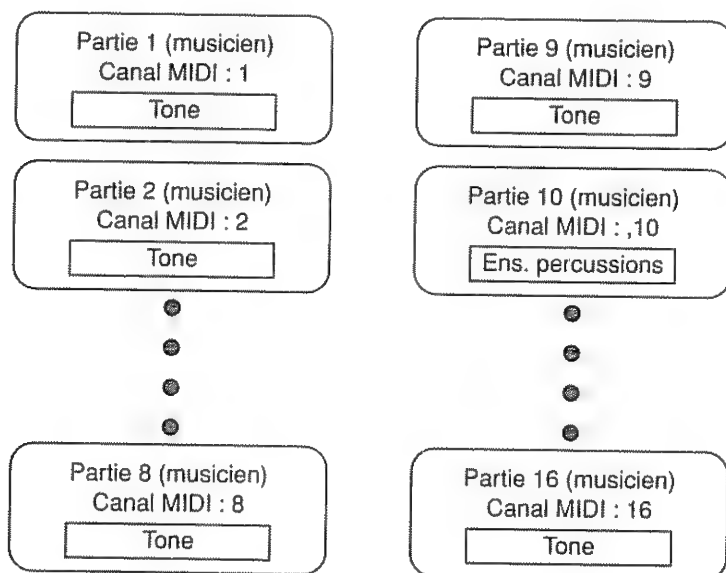 Partie 1 (musicien)
Canal MIDI : 1
Tone
Partie 2 (musicien)
Canal MIDI : 2
Tone
Partie 8 (musicien)
Canal MIDI : 8
Tone
Partie 9 (musicien)
Canal MIDI : 9
Tone
Partie 10 (musicien)
Canal MIDI : ,10
Ens. percussions
Partie 16 (musicien)
Canal MIDI : 16
Tone